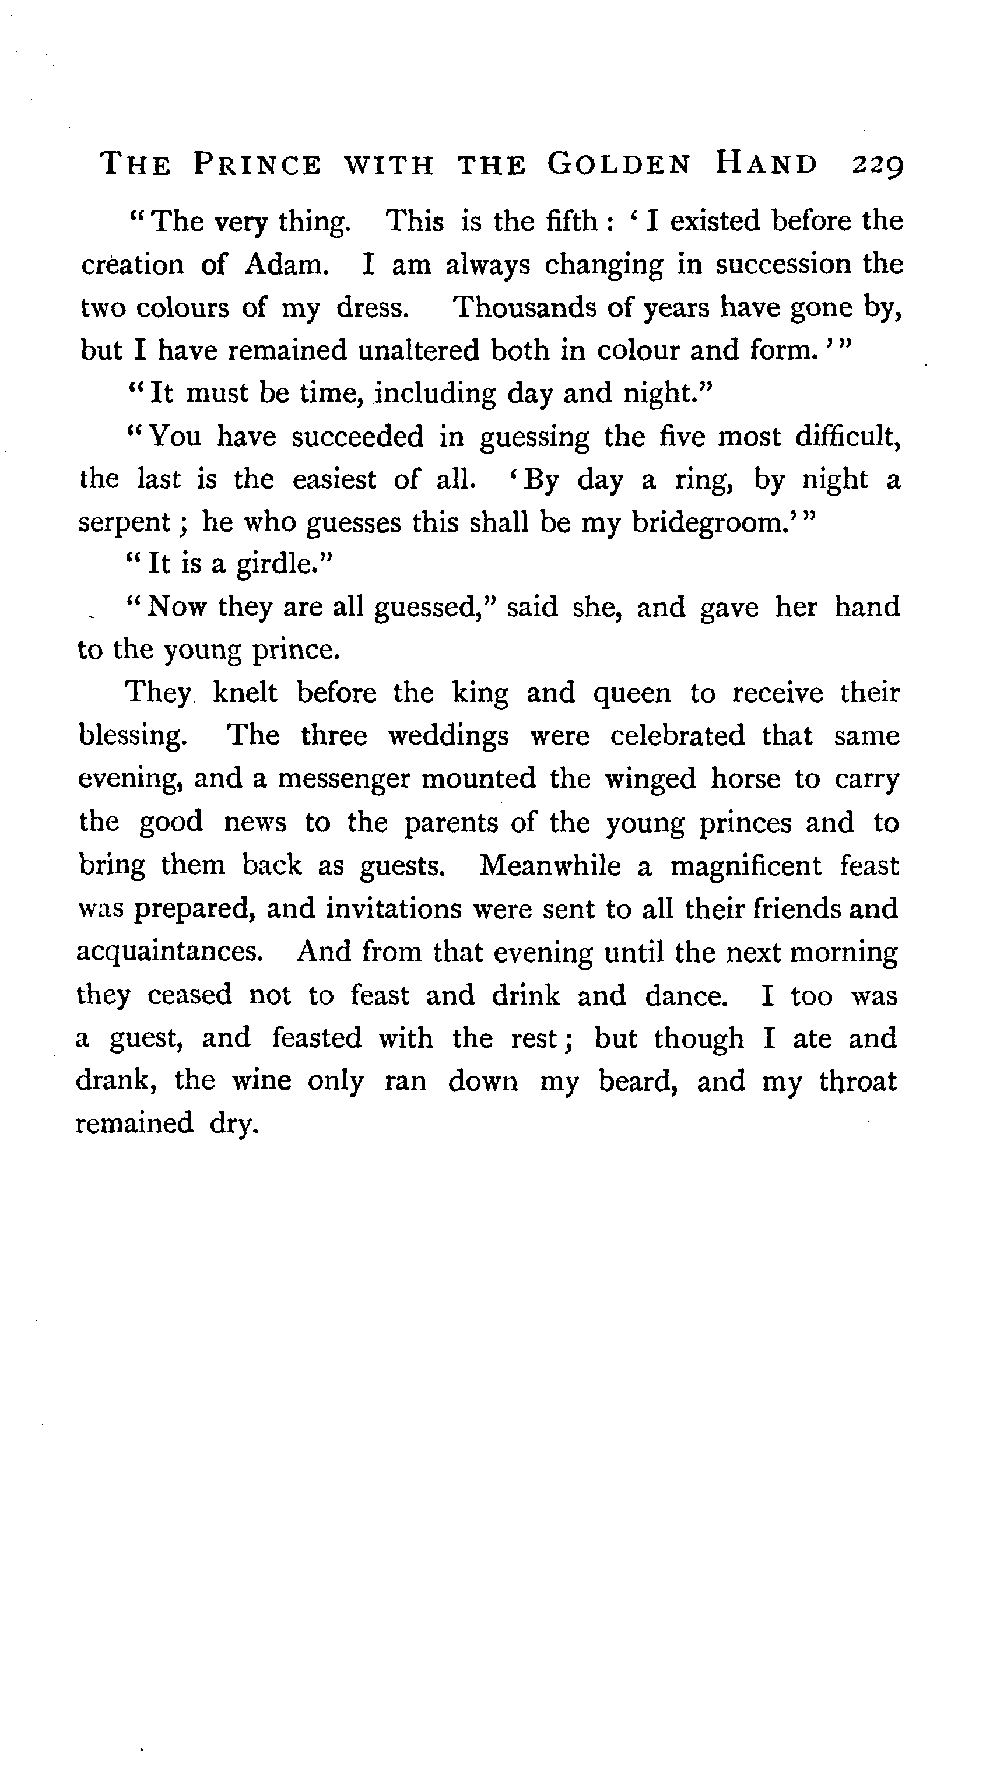 THE PRINCE WITH THE GOLDEN HAND 229
“The very thing. This is the fifth : ‘I existed before the
creation of Adam. I am always changing in succession the
two colours of my dress. Thousands of years have gone by,
but I have remained unaltered both in colour and form.’”
“It must be time, including day and night.”
“You have succeeded in guessing the five most difficult,
the last is the easiest of all. ‘By day a ring, by night a
serpent ; he who guesses this shall be my bridegroom.’”
“It is a girdle.”
“Now they are all guessed,” said she, and gave her hand
to the young prince.
They knelt before the king and queen to receive their
blessing. The three weddings were celebrated that same
evening, and a messenger mounted the winged horse to carry
the good news to the parents of the young princes and to
bring them back as guests. Meanwhile a magnificent feast
was prepared, and invitations were sent to all their friends and
acquaintances. And from that evening until the next morning
they ceased not to feast and drink and dance. I too was
a guest, and feasted with the rest ; but though I ate and
drank, the wine only ran down my beard, and my throat
remained dry.